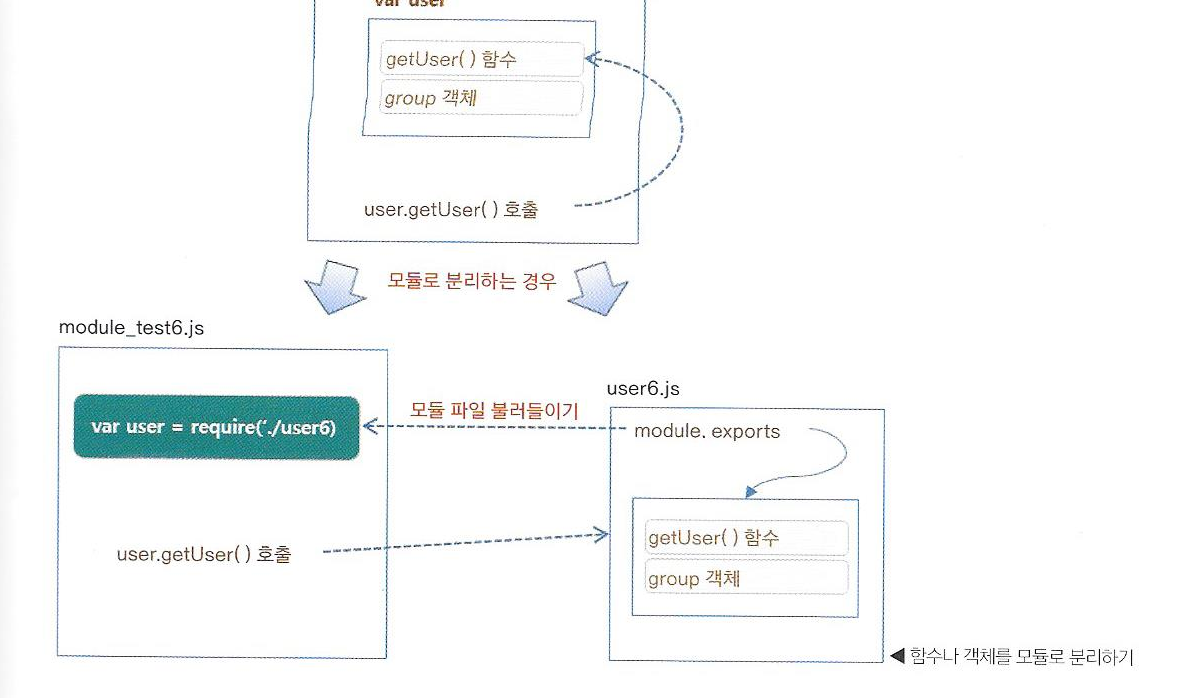 var user
getUser( ) 함수
group 객체
user.getUser( ) 호출
모듈로 분리하는 경우
module_test6.js
var user = require('./user6)
user.getUser( ) 호출
모듈 파일 불러들이기
user6.js
module. exports
getUser( ) 함수
group 객체
◀ 함수나 객체를 모듈로 분리하기